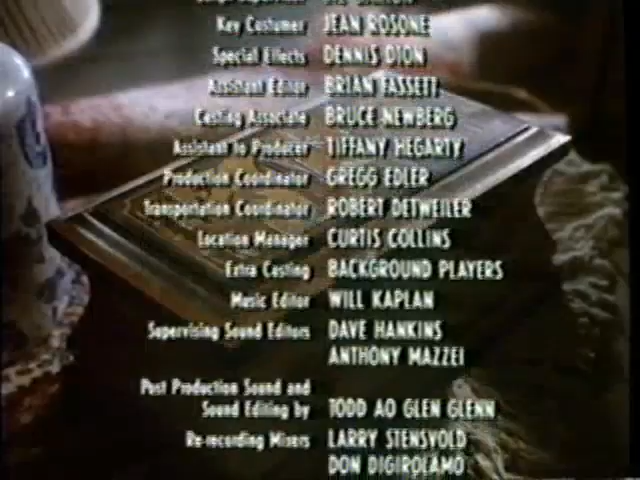 Key Costumer JEAN ROSONE
Special Effects DENNIS DION
Assistant Editor BRIAN FASSETT
Casting Associate BRUCE NEWBERG
Assistant to Producer TIFFANY HEGARTY
Production Coordinator GREGG EDLER
Transportation Coordinator ROBERT DETWEILER
Location Manager CURTIS COLLINS
Extra Casting BACKGROUND PLAYERS
Music Editor WILL KAPLAN
Supervising Sound Editors DAVE HANKINS
ANTHONY MAZZEI
Post Production Sound and
Sound Editing by TODD AO GLEN GLENN
Re-recording Mixers LARRY STENSVOLD
DON DIGIROLAMO